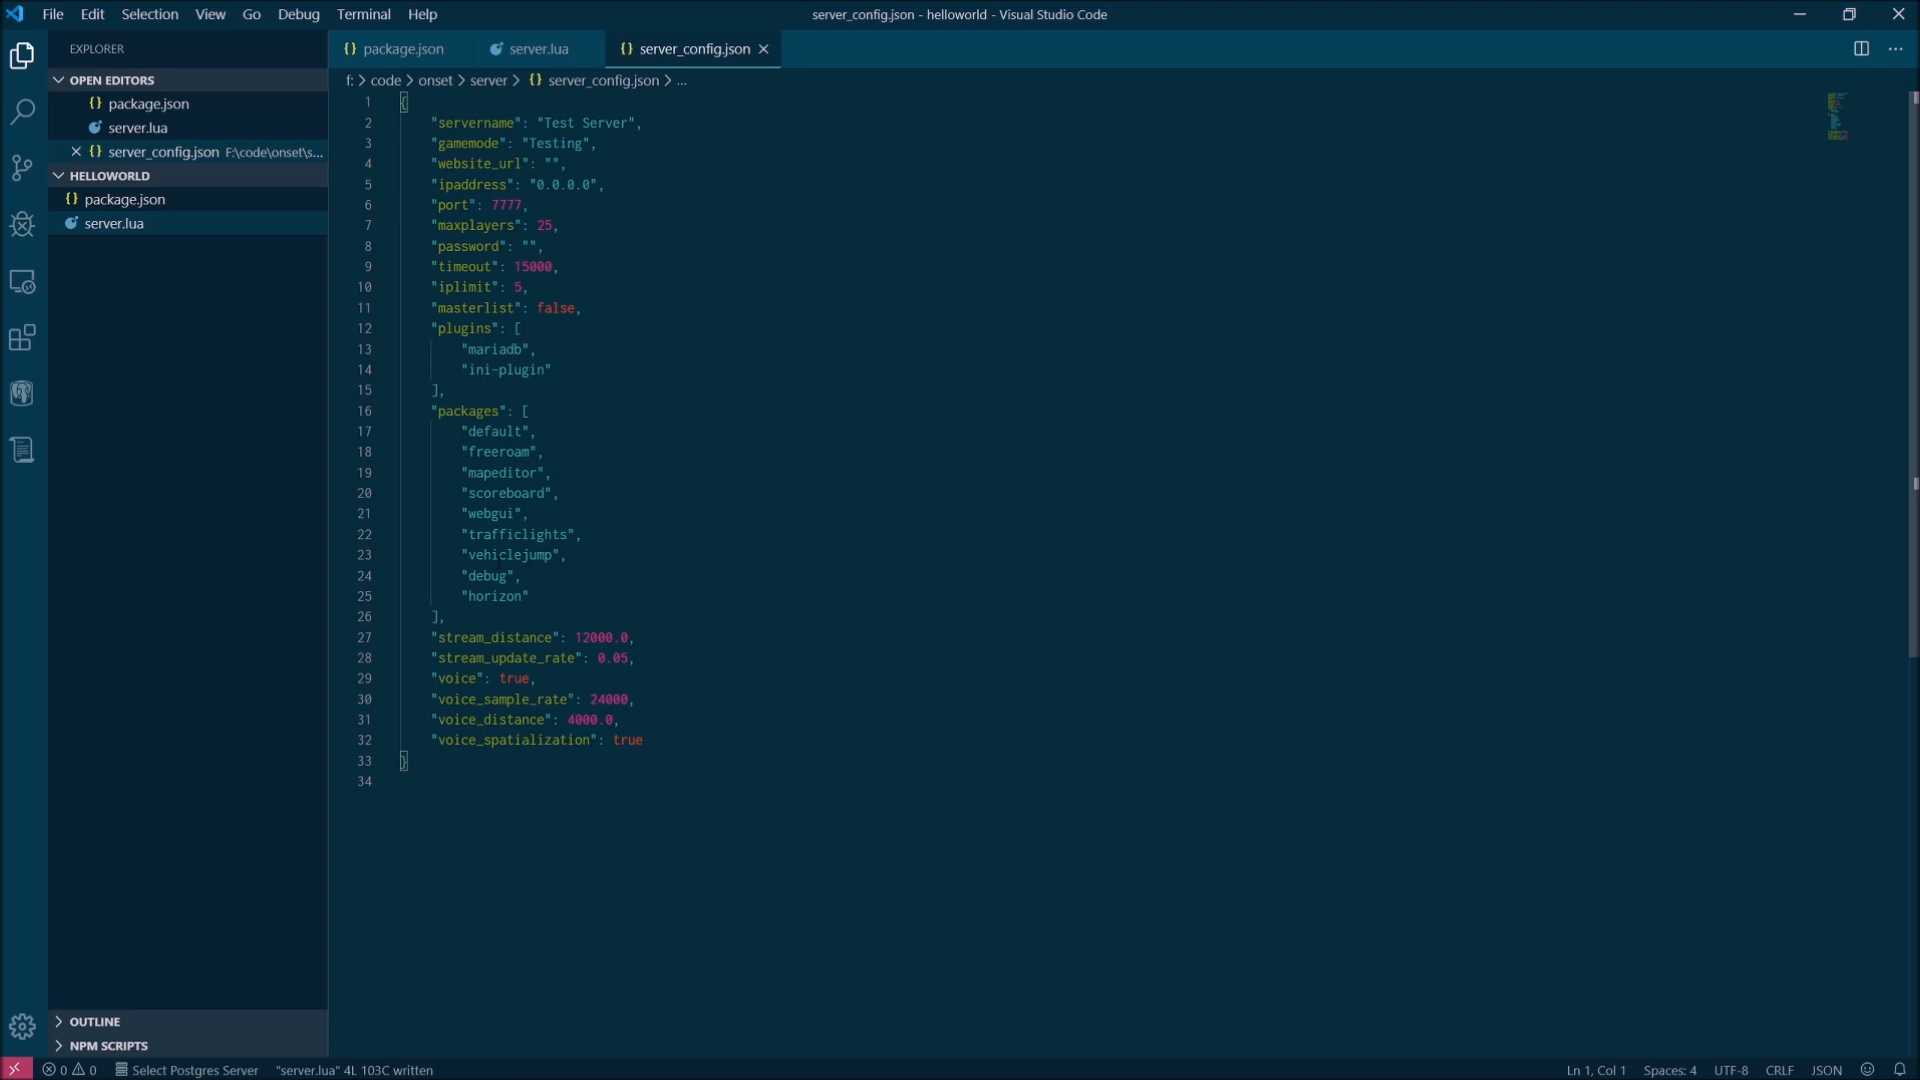 File Edit Selection View Go Debug Terminal Help
server_config.json - helloworld - Visual Studio Code
EXPLORER
OPEN EDITORS
package.json
server.lua
server_config.json F:\code\onset\s...
HELLOWORLD
package.json
server.lua
OUTLINE
NPM SCRIPTS
package.json server.lua server_config.json
f: > code > onset > server > {} server_config.json > ...
1 {
2 "servername": "Test Server",
3 "gamemode": "Testing",
4 "website_url": "",
5 "ipaddress": "0.0.0.0",
6 "port": 7777,
7 "maxplayers": 25,
8 "password": "",
9 "timeout": 15000,
10 "iplimit": 5,
11 "masterlist": false,
12 "plugins": [
13 "mariadb",
14 "ini-plugin"
15 ],
16 "packages": [
17 "default",
18 "freeroam",
19 "mapeditor",
20 "scoreboard",
21 "webgui",
22 "trafficlights",
23 "vehiclejump",
24 "debug",
25 "horizon"
26 ],
27 "stream_distance": 12000.0,
28 "stream_update_rate": 0.05,
29 "voice": true,
30 "voice_sample_rate": 24000,
31 "voice_distance": 4000.0,
32 "voice_spatialization": true
33 }
34
0 0 Select Postgres Server "server.lua" 4L 103C written
Ln 1, Col 1 Spaces: 4 UTF-8 CRLF JSON